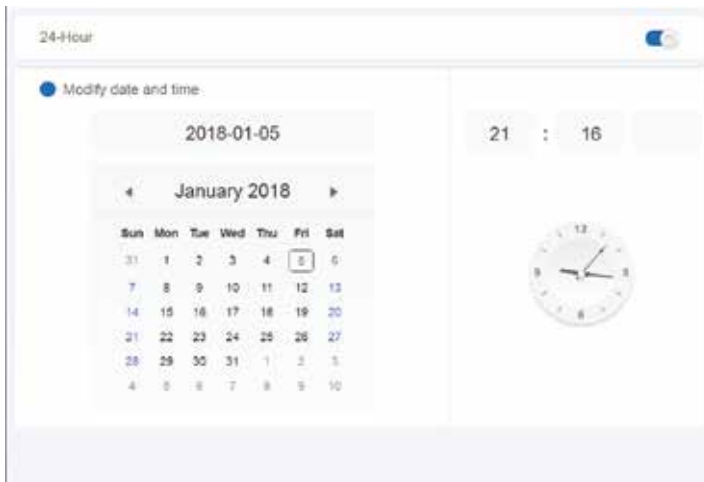 24-Hour
Modify date and time
2018-01-05
21 : 16
January 2018
Sun Mon Tue Wed Thu Fri Sat
31 1 2 3 4 5 6
7 8 9 10 11 12 13
14 15 16 17 18 19 20
21 22 23 24 25 26 27
28 29 30 31 1 2 3
4 5 6 7 8 9 10
12
9 3
6